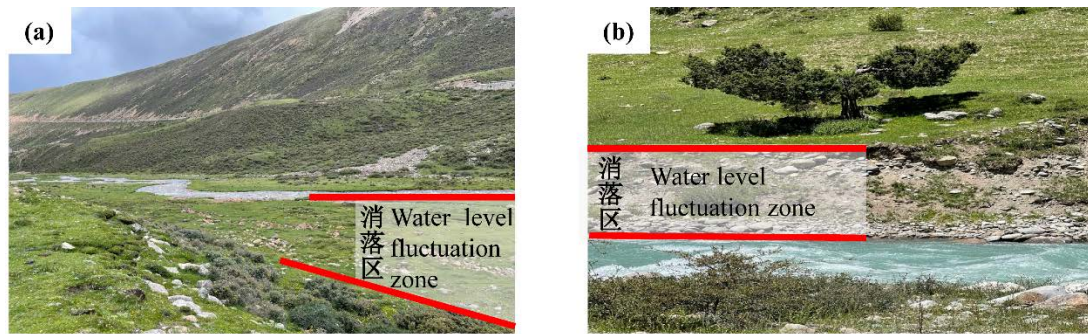 (a)
消落区
Water level
fluctuation
zone
(b)
消落区
Water level
fluctuation zone